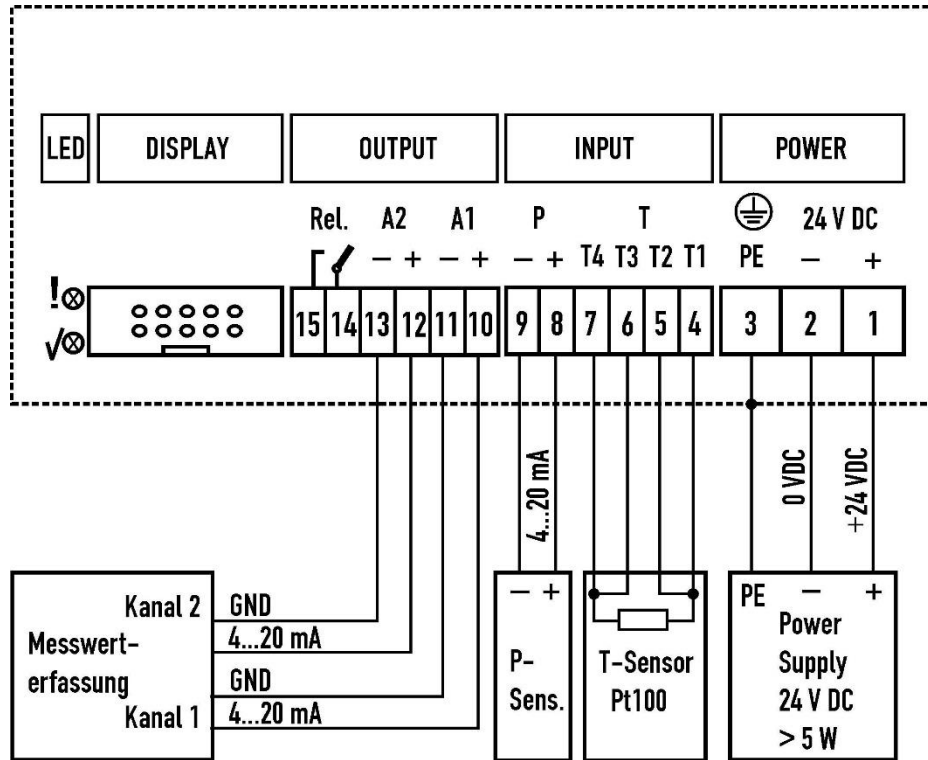 LED DISPLAY OUTPUT INPUT POWER
Rel. A2 A1 P T 24 V DC
− + − + − + T4 T3 T2 T1 PE − +
!
√
15 14 13 12 11 10 9 8 7 6 5 4 3 2 1
4...20 mA
0 VDC
+24 VDC
Messwert-
erfassung
Kanal 2
GND
4...20 mA
GND
Kanal 1
4...20 mA
− +
P-
Sens.
T-Sensor
Pt100
PE − +
Power
Supply
24 V DC
> 5 W